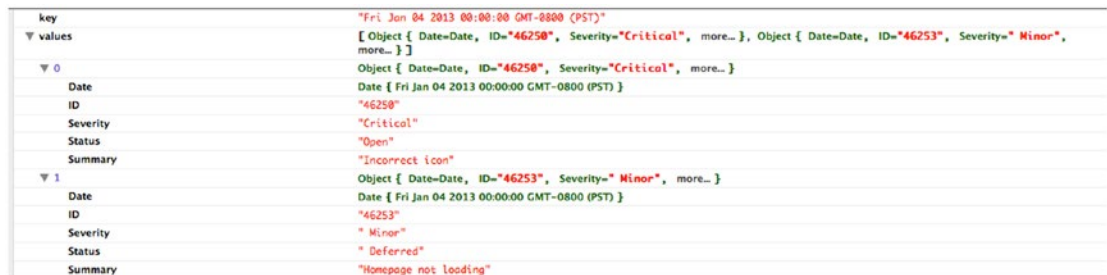 key "Fri Jan 04 2013 00:00:00 GMT-0800 (PST)"
▼ values [ Object { Date=Date, ID="46250", Severity="Critical", more… }, Object { Date=Date, ID="46253", Severity=" Minor",
more… } ]
▼ 0 Object { Date=Date, ID="46250", Severity="Critical", more… }
Date Date { Fri Jan 04 2013 00:00:00 GMT-0800 (PST) }
ID "46250"
Severity "Critical"
Status "Open"
Summary "Incorrect icon"
▼ 1 Object { Date=Date, ID="46253", Severity=" Minor", more… }
Date Date { Fri Jan 04 2013 00:00:00 GMT-0800 (PST) }
ID "46253"
Severity " Minor"
Status " Deferred"
Summary "Homepage not loading"